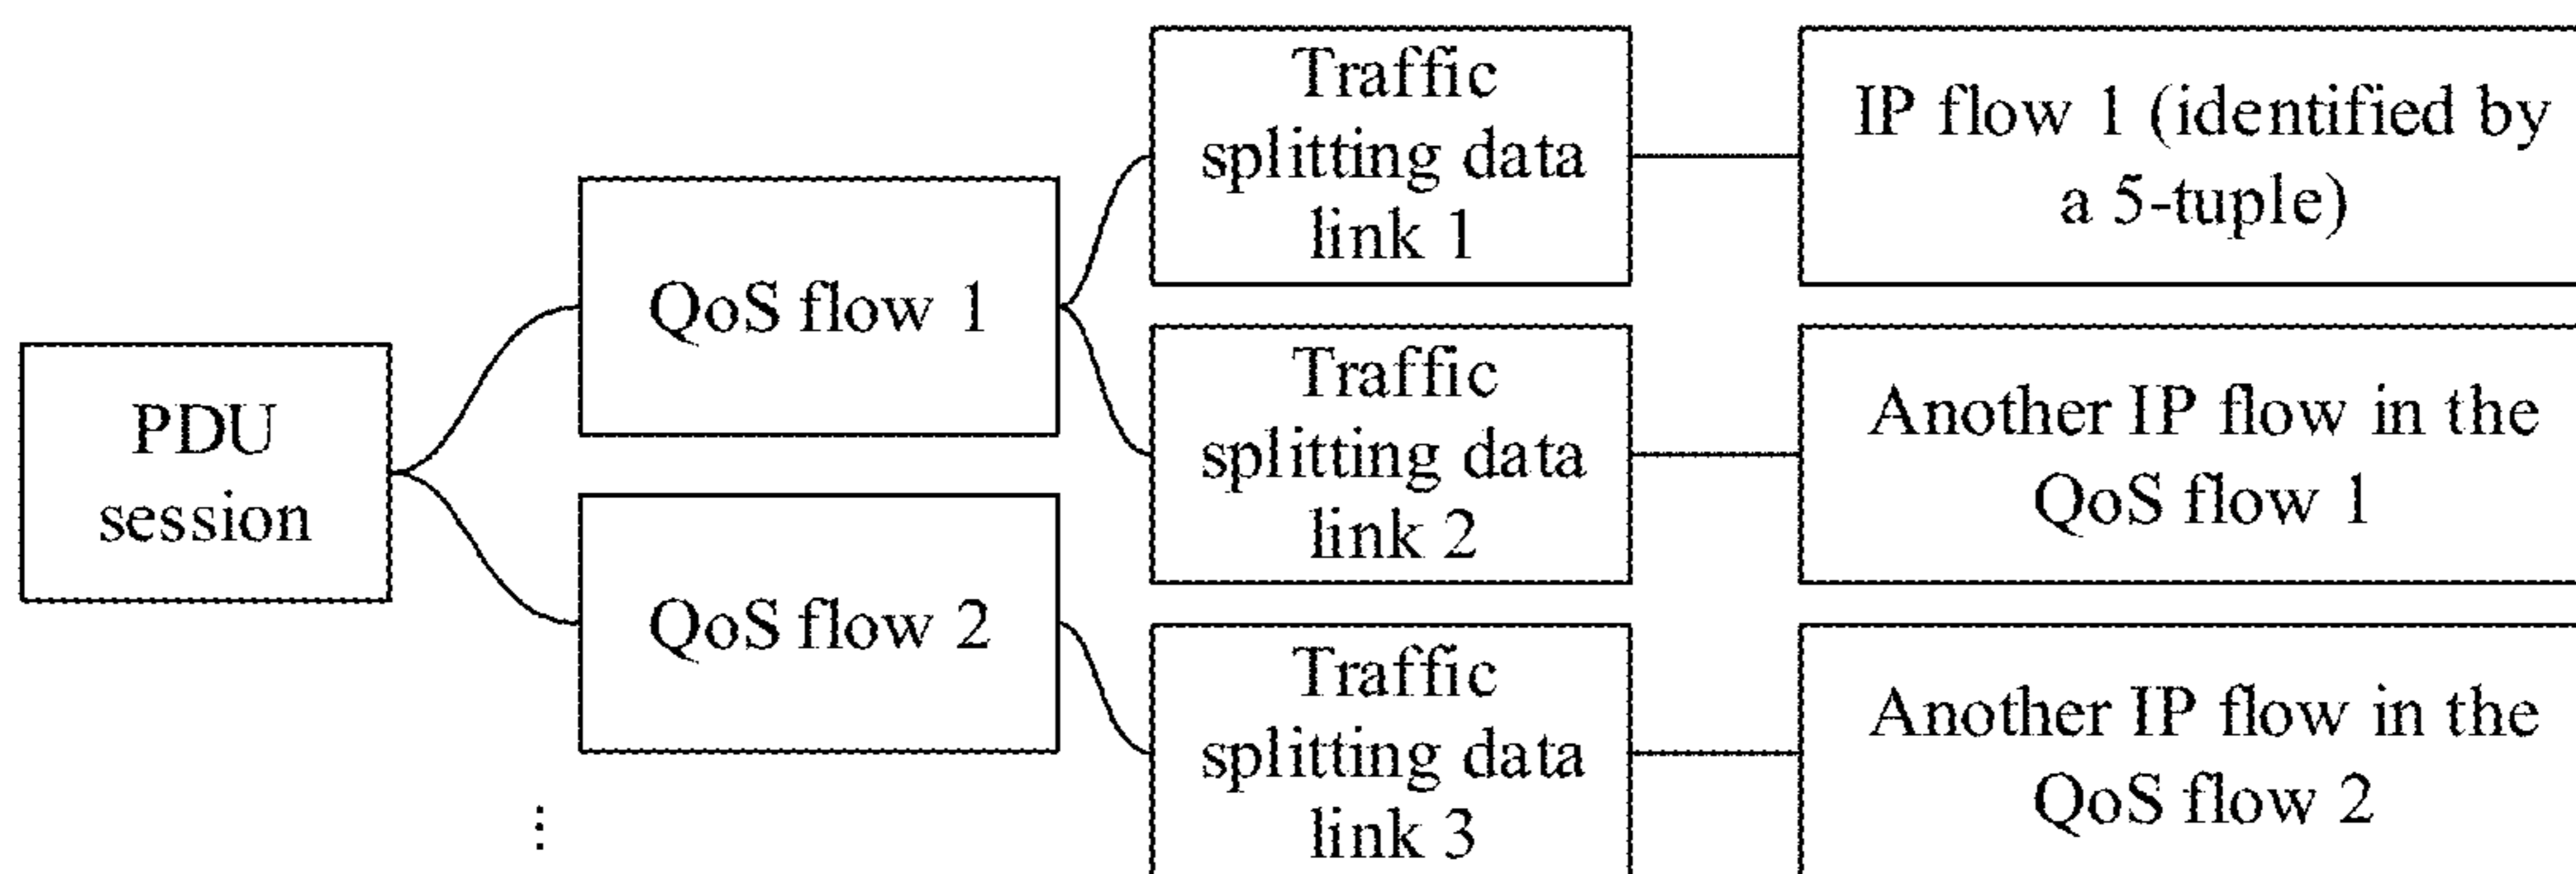 PDU
session
QoS flow 1
QoS flow 2
⋮
Traffic
splitting data
link 1
Traffic
splitting data
link 2
Traffic
splitting data
link 3
IP flow 1 (identified by
a 5-tuple)
Another IP flow in the
QoS flow 1
Another IP flow in the
QoS flow 2